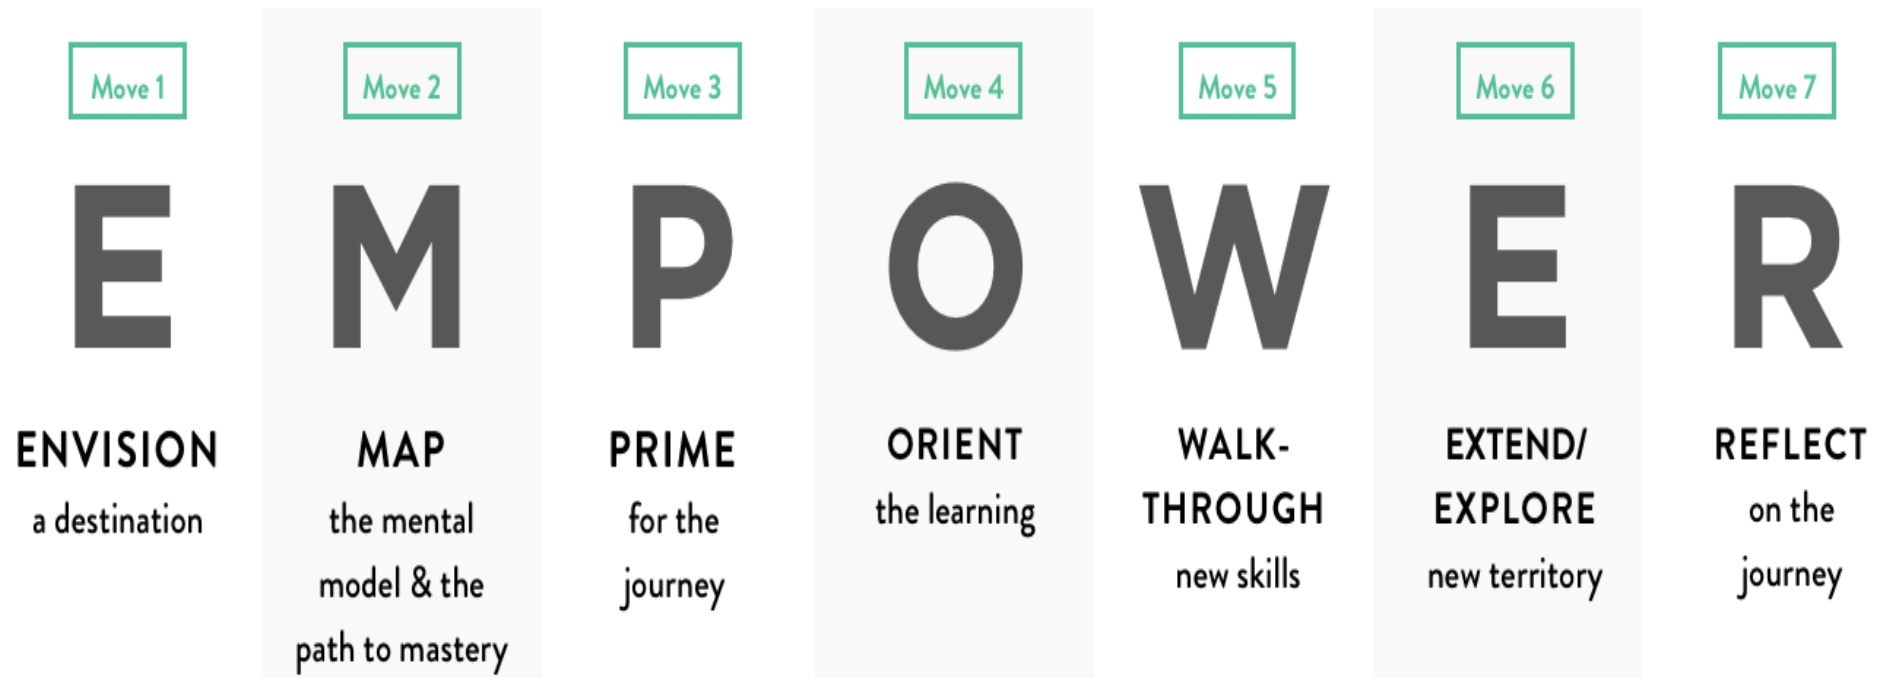 Move 1
E
ENVISION
a destination
Move 2
M
MAP
the mental
model & the
path to mastery
Move 3
P
PRIME
for the
journey
Move 4
O
ORIENT
the learning
Move 5
W
WALK-
THROUGH
new skills
Move 6
E
EXTEND/
EXPLORE
new territory
Move 7
R
REFLECT
on the
journey